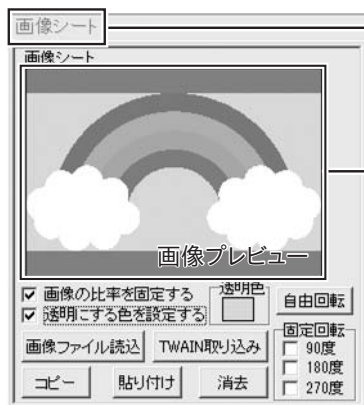 画像シート
画像シート
画像プレビュー
画像の比率を固定する
透明にする色を設定する
透明色
自由回転
画像ファイル読込
TWAIN取り込み
固定回転
90度
180度
270度
コピー
貼り付け
消去